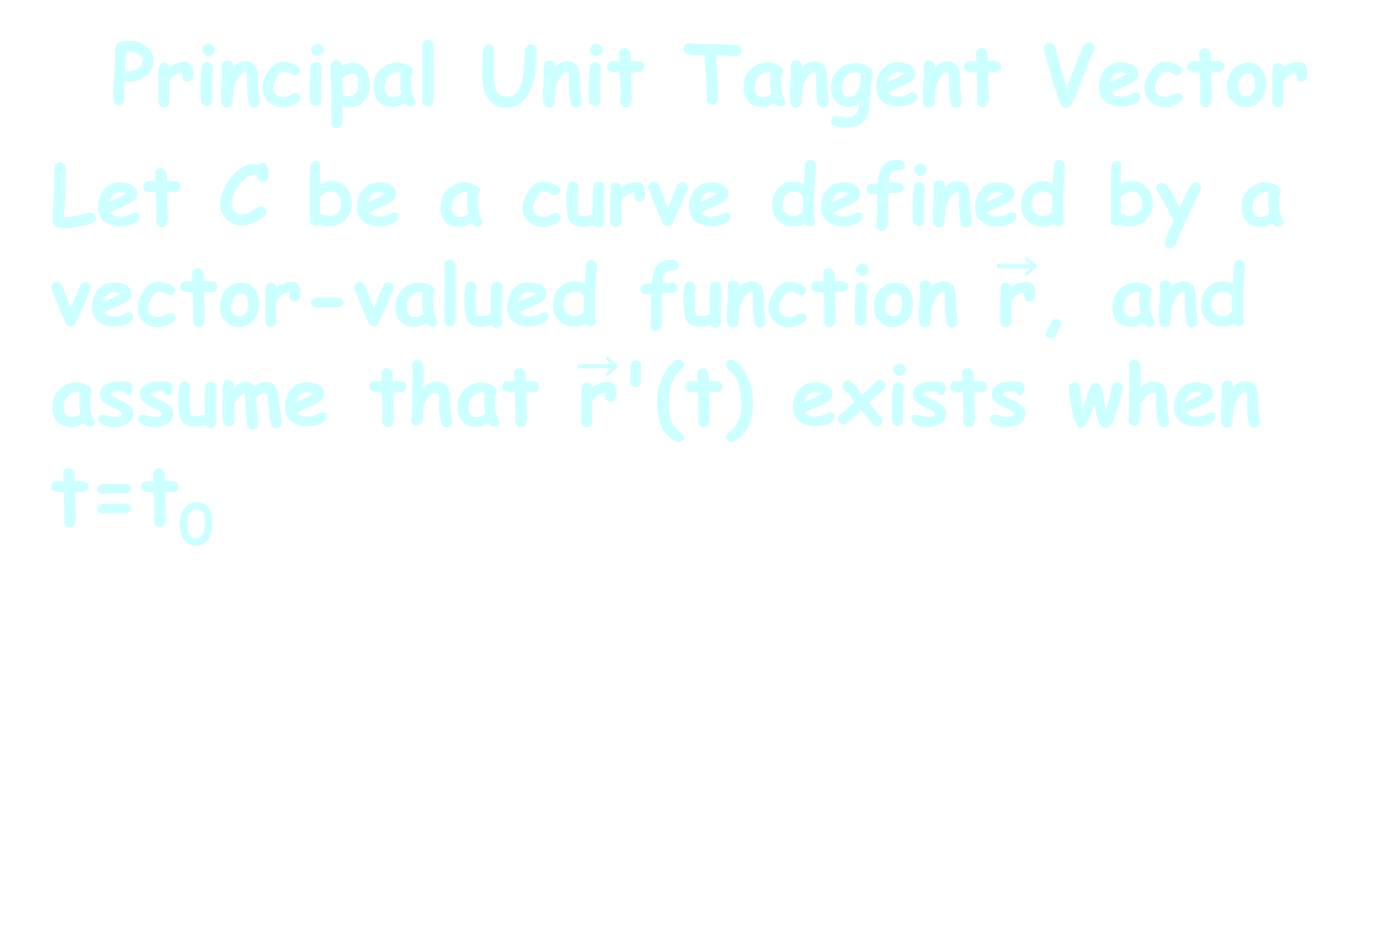 Principal Unit Tangent Vector
Let C be a curve defined by a
vector-valued function r⃗, and
assume that r⃗'(t) exists when
t=t₀